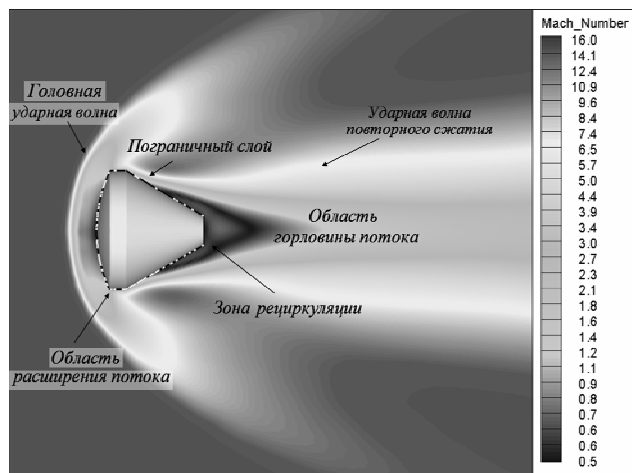 Mach_Number
16.0
14.1
12.4
10.9
9.6
8.4
7.4
6.5
5.7
5.0
4.4
3.9
3.4
3.0
2.7
2.3
2.1
1.8
1.6
1.4
1.2
1.1
0.9
0.8
0.7
0.6
0.6
0.5
Головная
ударная волна
Пограничный слой
Ударная волна
повторного сжатия
Область
горловины потока
Зона рециркуляции
Область
расширения потока